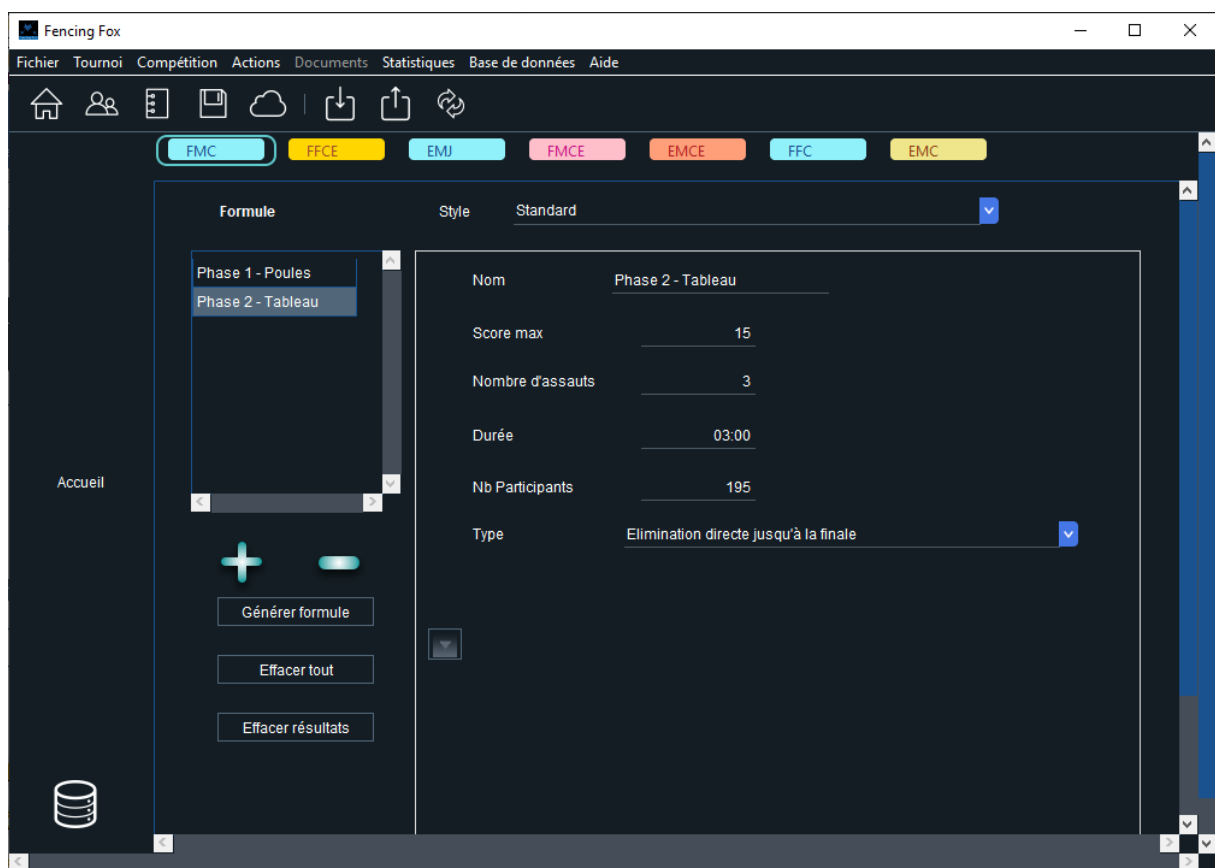 Fencing Fox
Fichier Tournoi Compétition Actions Documents Statistiques Base de données Aide
FMC FFCE EMJ FMCE EMCE FFC EMC
Formule Style Standard
Phase 1 - Poules
Phase 2 - Tableau
Nom Phase 2 - Tableau
Score max 15
Nombre d'assauts 3
Durée 03:00
Accueil
Nb Participants 195
Type Elimination directe jusqu'à la finale
Générer formule
Effacer tout
Effacer résultats